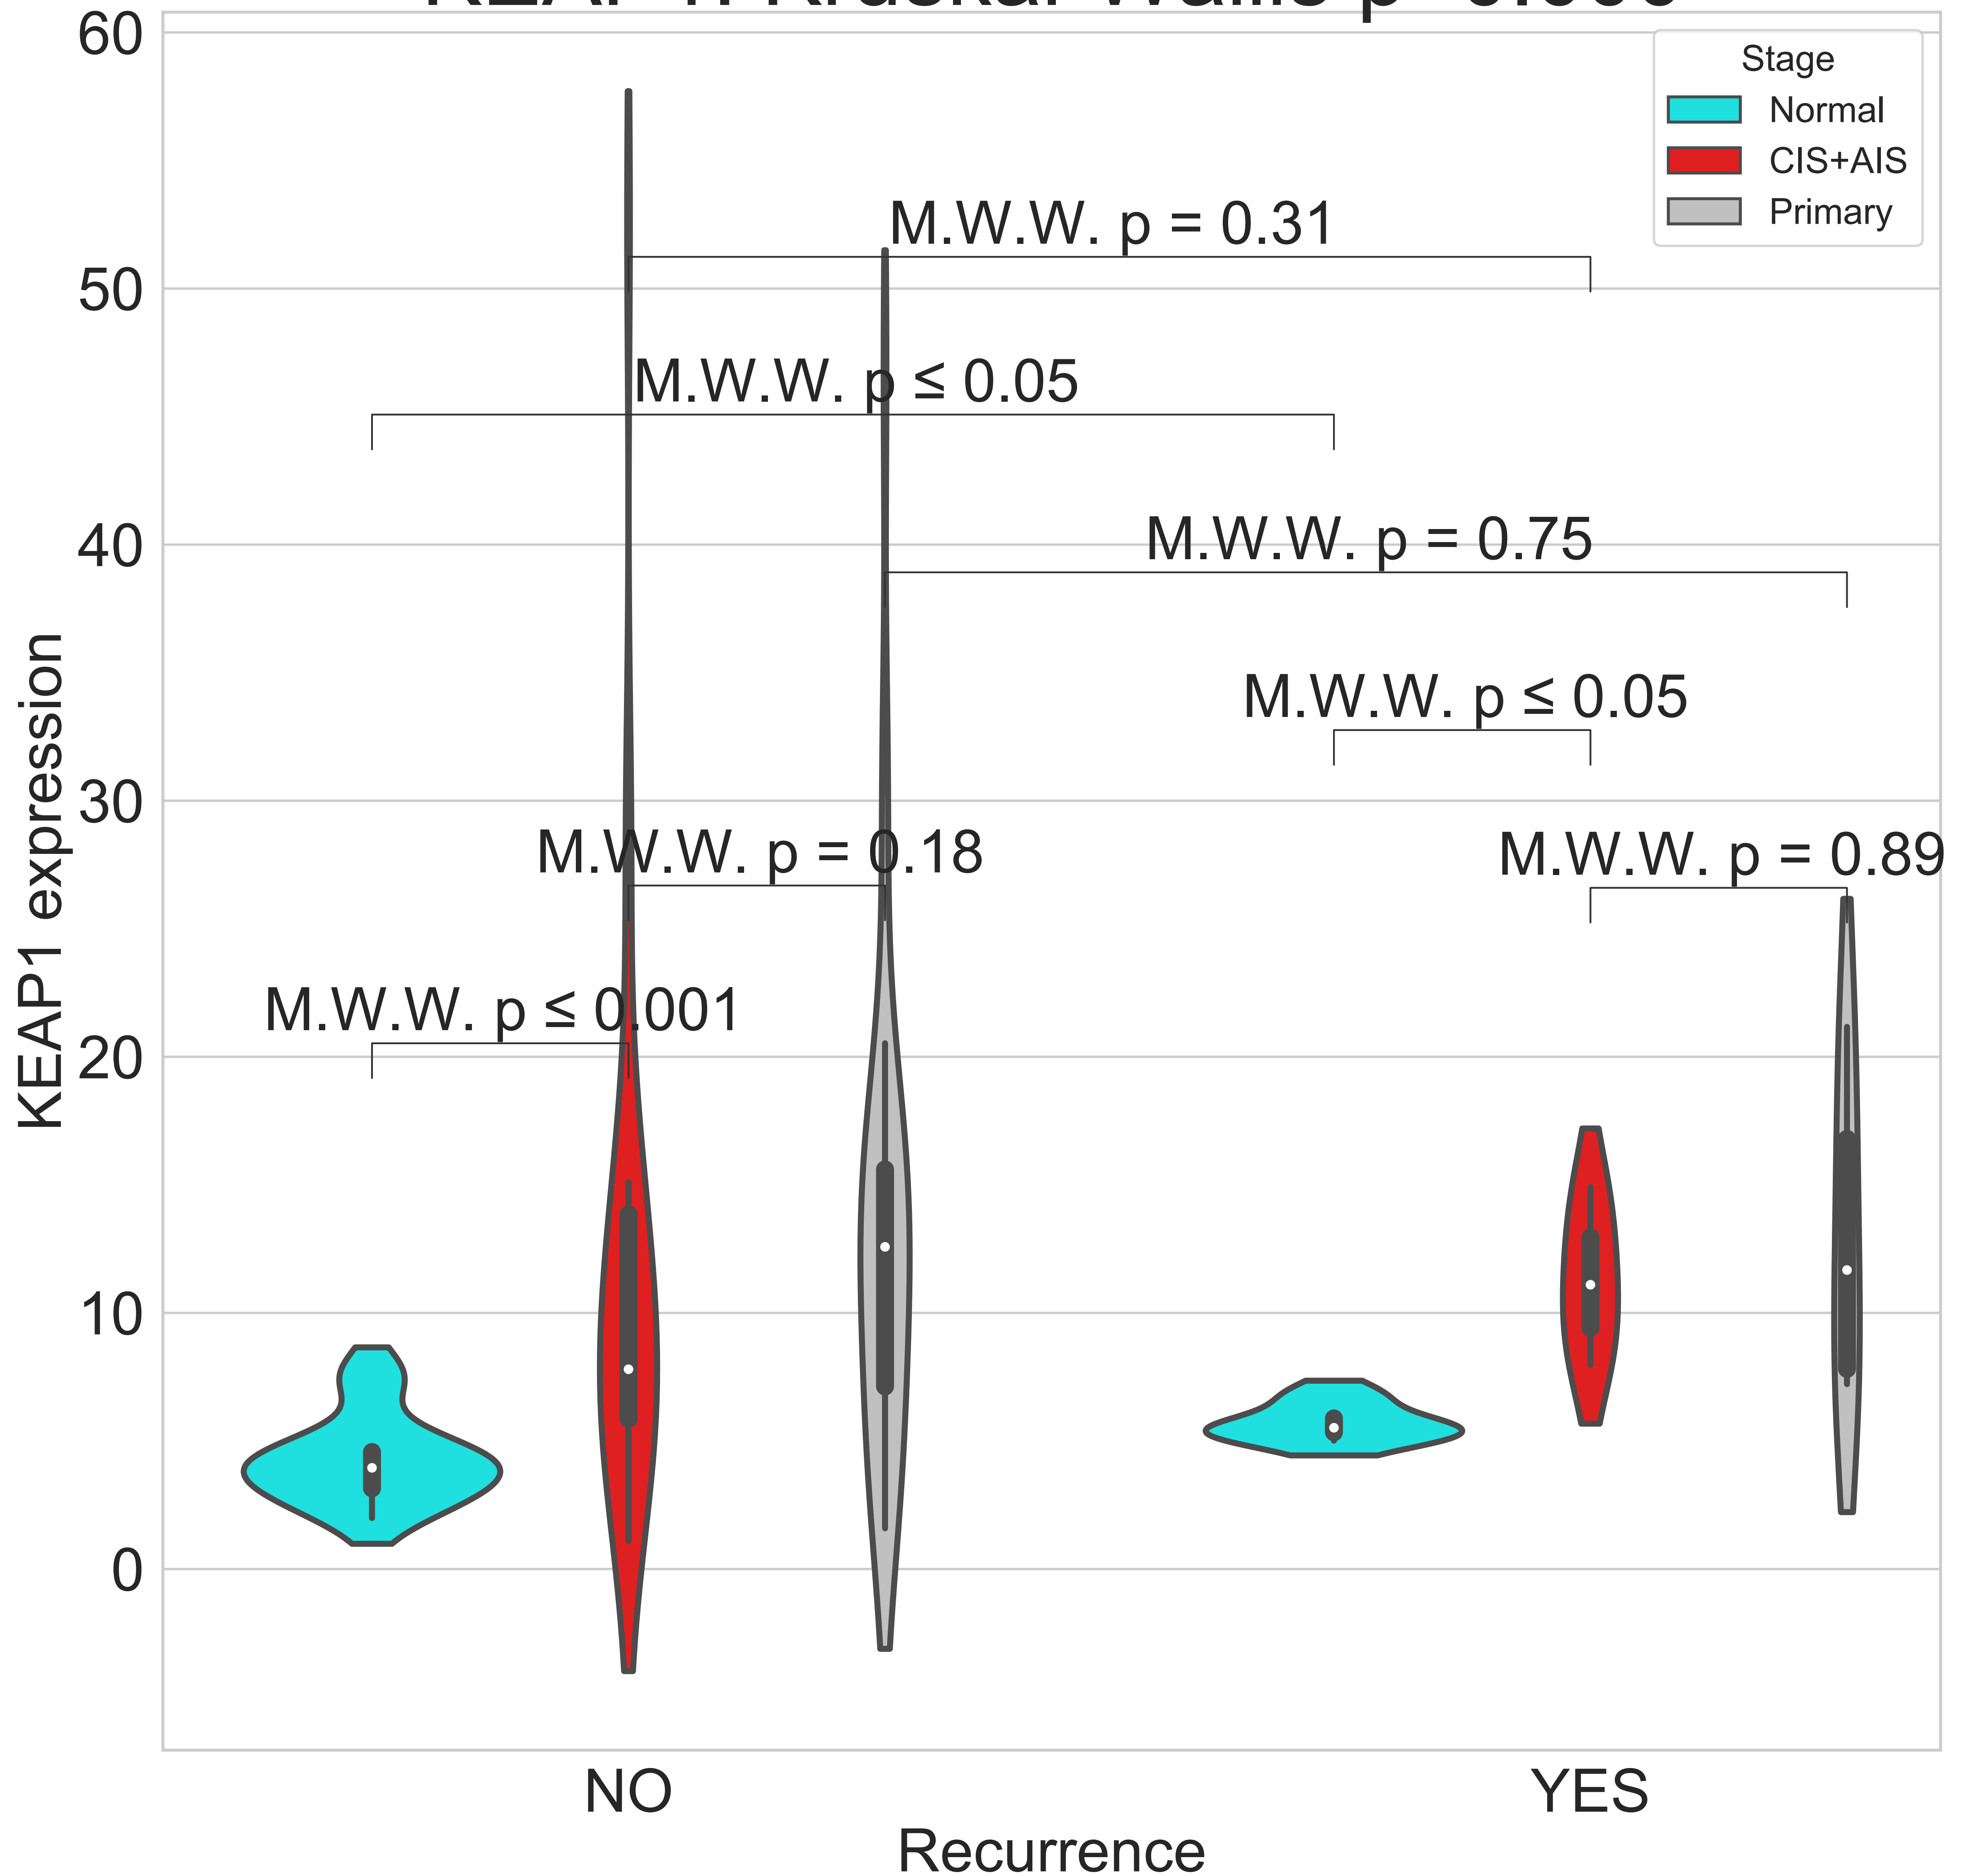 60
Stage
Normal
CIS+AIS
Primary
M.W.W. p = 0.31
50
M.W.W. p ≤ 0.05
M.W.W. p = 0.75
40
M.W.W. p ≤ 0.05
KEAP1 expression
30
M.W.W. p = 0.18
M.W.W. p = 0.89
M.W.W. p ≤ 0.001
20
10
0
NO
YES
Recurrence